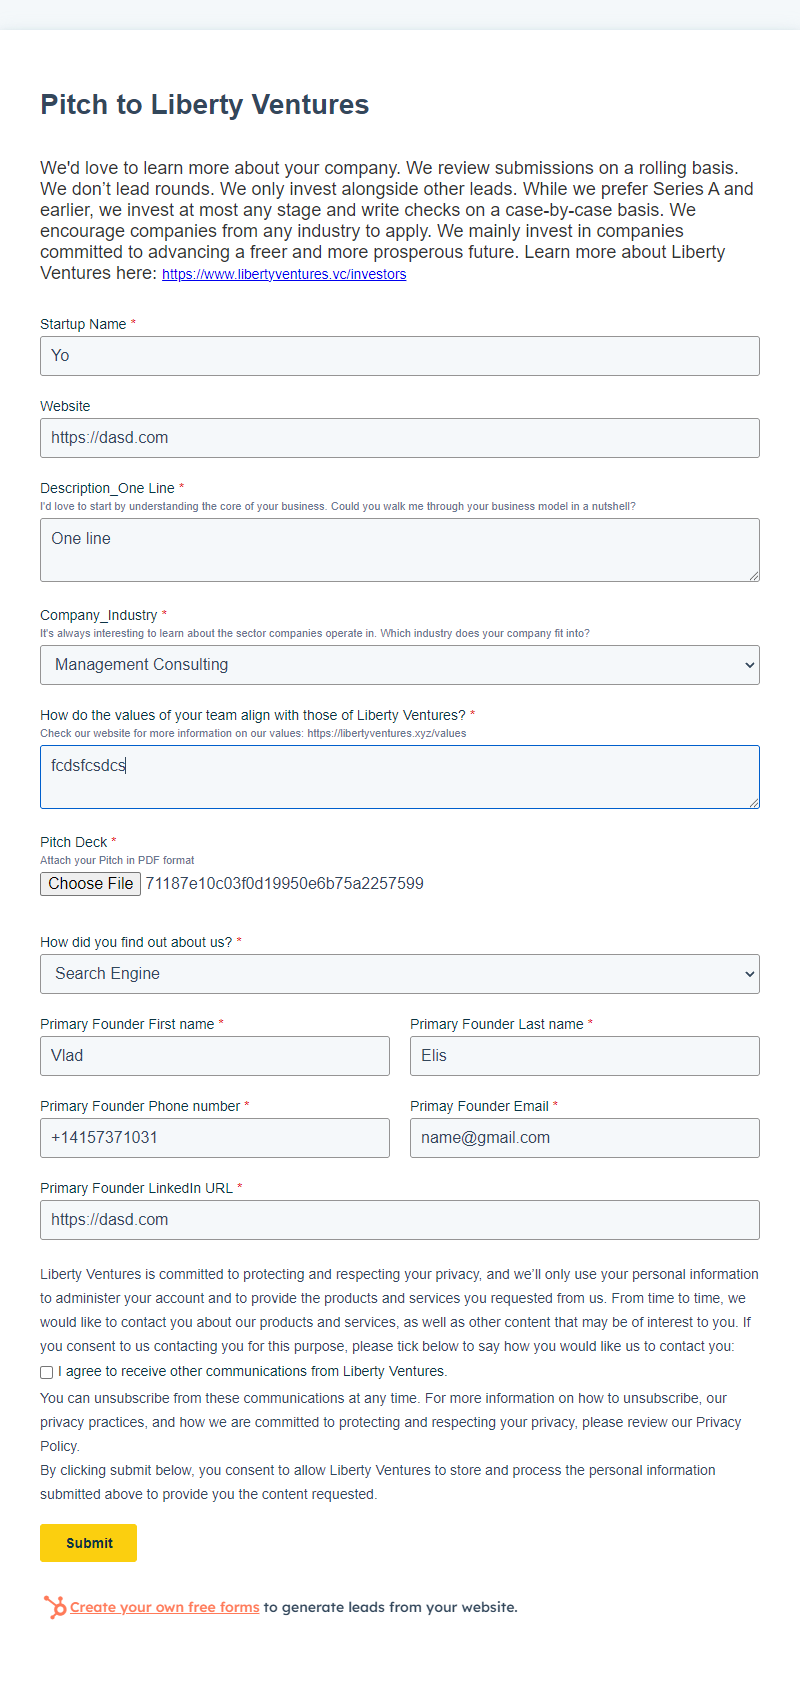 Pitch to Liberty Ventures
We'd love to learn more about your company. We review submissions on a rolling basis.
We don’t lead rounds. We only invest alongside other leads. While we prefer Series A and
earlier, we invest at most any stage and write checks on a case-by-case basis. We
encourage companies from any industry to apply. We mainly invest in companies
committed to advancing a freer and more prosperous future. Learn more about Liberty
Ventures here: https://www.libertyventures.vc/investors
Startup Name *
Yo
Website
https://dasd.com
Description_One Line *
I'd love to start by understanding the core of your business. Could you walk me through your business model in a nutshell?
One line
Company_Industry *
It's always interesting to learn about the sector companies operate in. Which industry does your company fit into?
Management Consulting
How do the values of your team align with those of Liberty Ventures? *
Check our website for more information on our values: https://libertyventures.xyz/values
fcdsfcsdcs
Pitch Deck *
Attach your Pitch in PDF format
Choose File 71187e10c03f0d19950e6b75a2257599
How did you find out about us? *
Search Engine
Primary Founder First name * Primary Founder Last name *
Vlad Elis
Primary Founder Phone number * Primay Founder Email *
+14157371031 name@gmail.com
Primary Founder LinkedIn URL *
https://dasd.com
Liberty Ventures is committed to protecting and respecting your privacy, and we’ll only use your personal information
to administer your account and to provide the products and services you requested from us. From time to time, we
would like to contact you about our products and services, as well as other content that may be of interest to you. If
you consent to us contacting you for this purpose, please tick below to say how you would like us to contact you:
I agree to receive other communications from Liberty Ventures.
You can unsubscribe from these communications at any time. For more information on how to unsubscribe, our
privacy practices, and how we are committed to protecting and respecting your privacy, please review our Privacy
Policy.
By clicking submit below, you consent to allow Liberty Ventures to store and process the personal information
submitted above to provide you the content requested.
Submit
Create your own free forms to generate leads from your website.